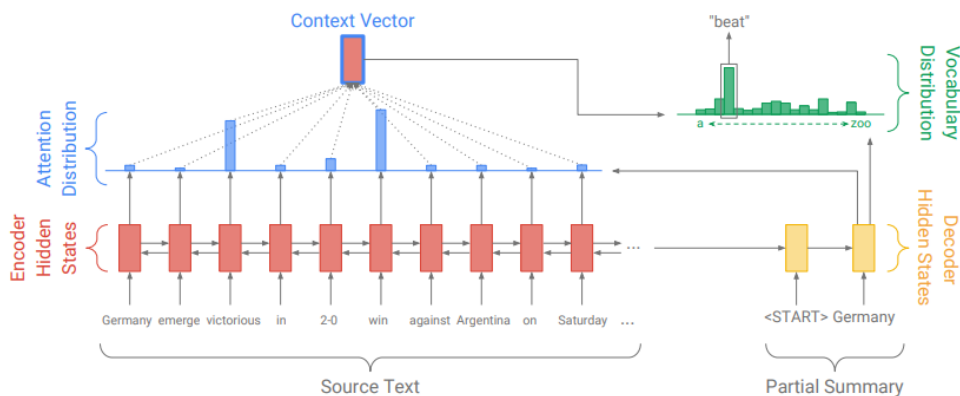 Context Vector
"beat"
Vocabulary
Distribution
a
zoo
Attention
Distribution
Encoder
Hidden
States
...
Decoder
Hidden States
Germany emerge victorious in 2-0 win against Argentina on Saturday ...
<START> Germany
Source Text
Partial Summary